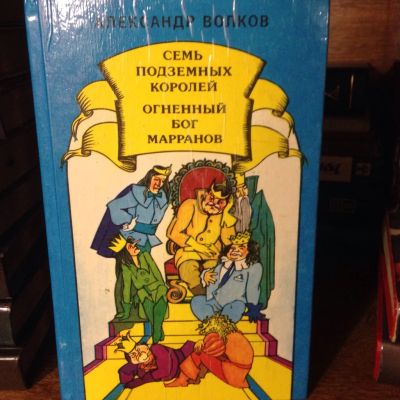 АЛЕКСАНДР ВОЛКОВ
СЕМЬ
ПОДЗЕМНЫХ
КОРОЛЕЙ
ОГНЕННЫЙ
БОГ
МАРРАНОВ